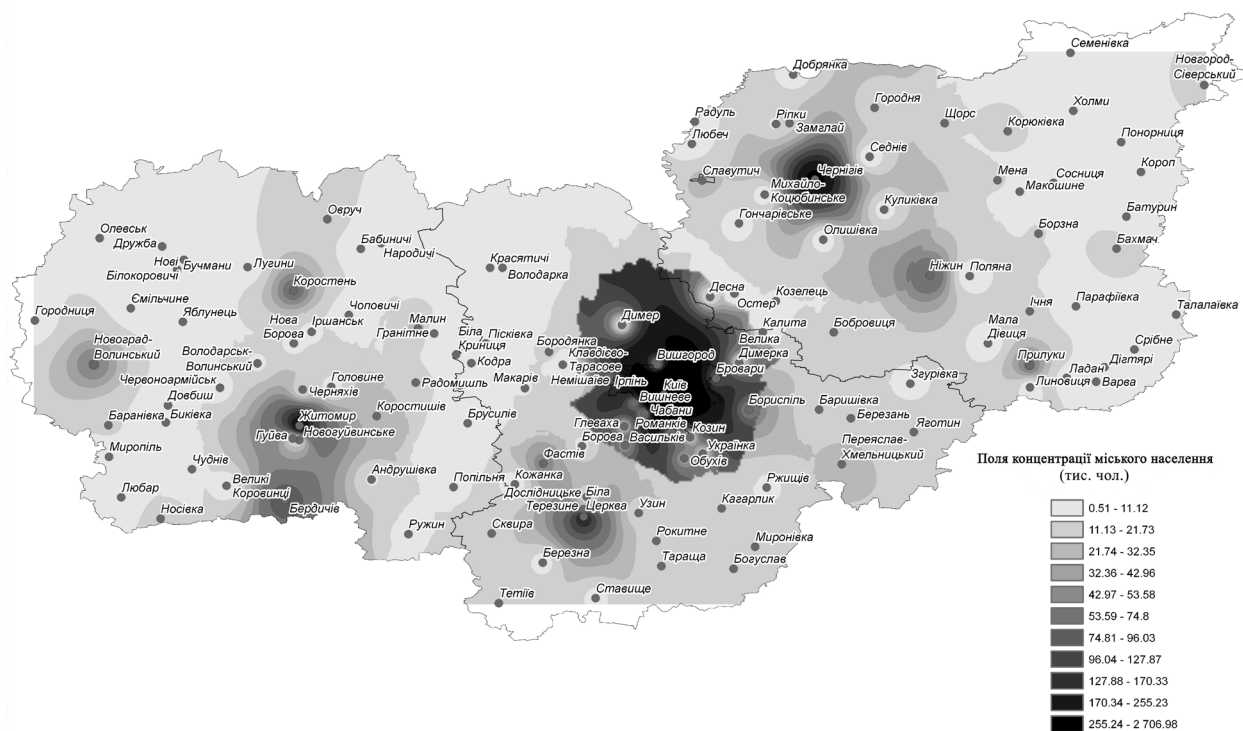 Семенівка
Новгород-
Сіверський
Добрянка
Городня
Холми
Щорс
Радуль
Ріпки
Замглай
Корюківка
Любеч
Понорниця
Седнів
Славутич
Чернігів
Короп
Мена
Сосниця
Макошине
Михайло-
Коцюбинське
Куликівка
Батурин
Гончарівське
Борзна
Овруч
Олишівка
Бахмач
Олевськ
Дружба
Бабиничі
Народичі
Нові
Бучмани
Білокоровичі
Лугини
Красятичі
Володарка
Ніжин
Поляна
Коростень
Десна
Остер
Козелець
Ємільчине
Ічня
Парафіївка
Талалаївка
Городниця
Яблунець
Чоповичі
Нова
Борова
Іршанськ
Малин
Гранітне
Димер
Калита
Бобровиця
Мала
Дівиця
Біла
Криниця
Пісківка
Бородянка
Велика
Димерка
Срібне
Новоград-
Волинський
Володарськ-
Волинський
Кодра
Клавдієво-
Тарасове
Вишгород
Прилуки
Дігтярі
Ладан
Червоноармійськ
Головине
Радомишль
Макарів
Немішаїве
Ірпінь
Бровари
Згурівка
Линовиця
Варва
Довбиш
Черняхів
Київ
Вишневе
Бориспіль
Баранівка
Биківка
Житомир
Коростишів
Брусилів
Чабани
Баришівка
Березань
Гуйва
Новогуйвинське
Глеваха
Романків
Козин
Яготин
Миропіль
Борова
Васильків
Українка
Обухів
Переяслав-
Хмельницький
Чуднів
Фастів
Андрушівка
Попільня
Кожанка
Ржищів
Любар
Великі
Коровинці
Дослідницьке
Біла
Церква
Терезине
Узин
Кагарлик
Носівка
Бердичів
Ружин
Сквира
Рокитне
Миронівка
Березна
Тараща
Богуслав
Тетіїв
Ставище
Поля концентрації міського населення
(тис. чол.)
0.51 - 11.12
11.13 - 21.73
21.74 - 32.35
32.36 - 42.96
42.97 - 53.58
53.59 - 74.8
74.81 - 96.03
96.04 - 127.87
127.88 - 170.33
170.34 - 255.23
255.24 - 2 706.98